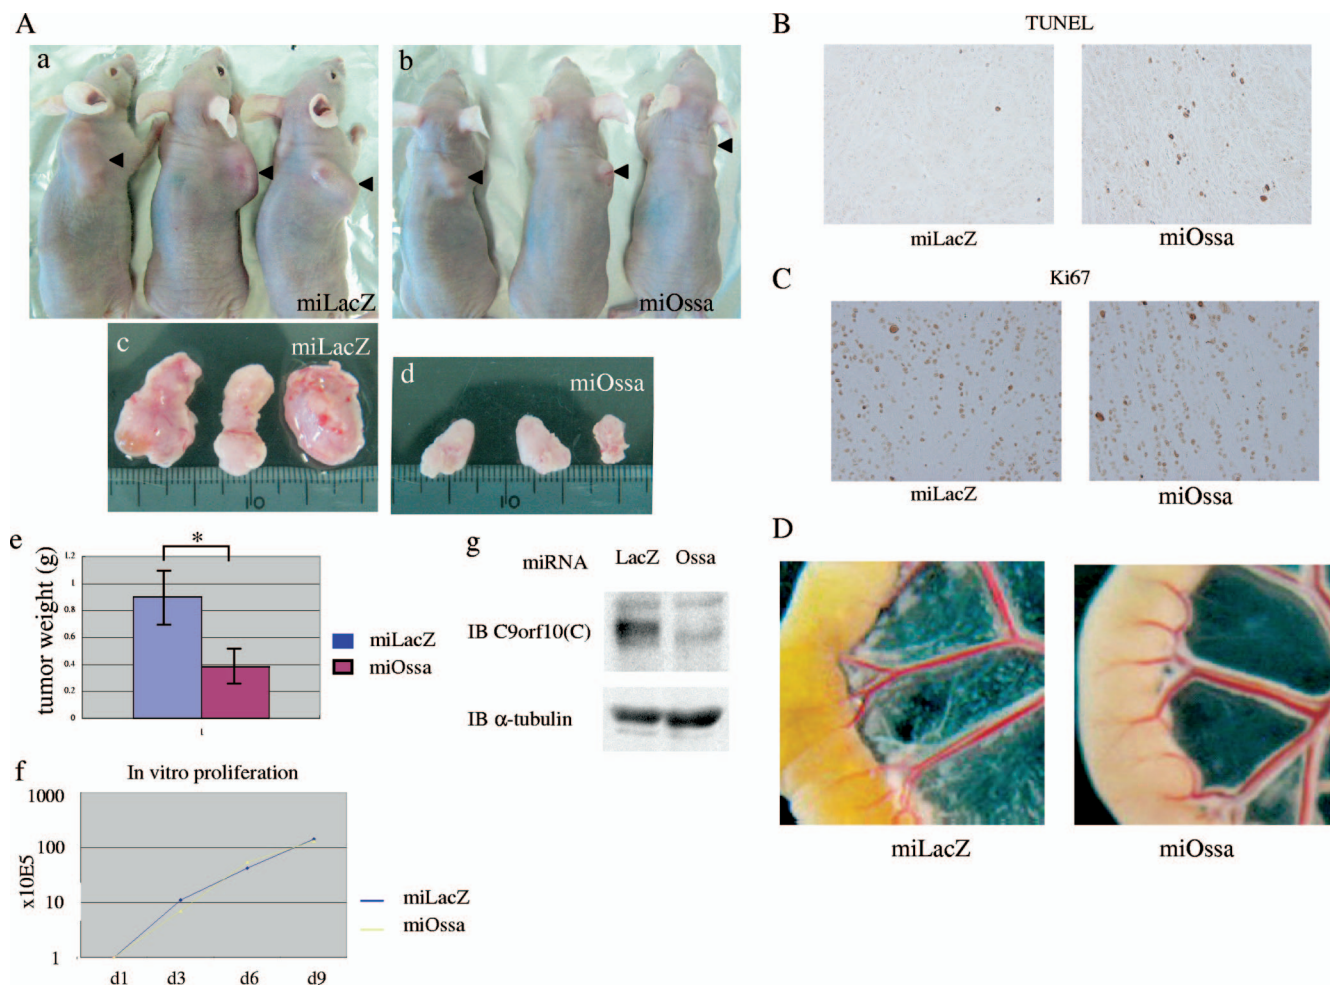 A
a
miLacZ
b
miOssa
c
miLacZ
10
d
miOssa
10
e
tumor weight (g)
1.2
1
0.8
0.6
0.4
0.2
0
*
1
miLacZ
miOssa
f
In vitro proliferation
x10E5
1000
100
10
1
d1 d3 d6 d9
miLacZ
miOssa
g
miRNA LacZ Ossa
IB C9orf10(C)
IB α-tubulin
B
TUNEL
miLacZ
miOssa
C
Ki67
miLacZ
miOssa
D
miLacZ
miOssa